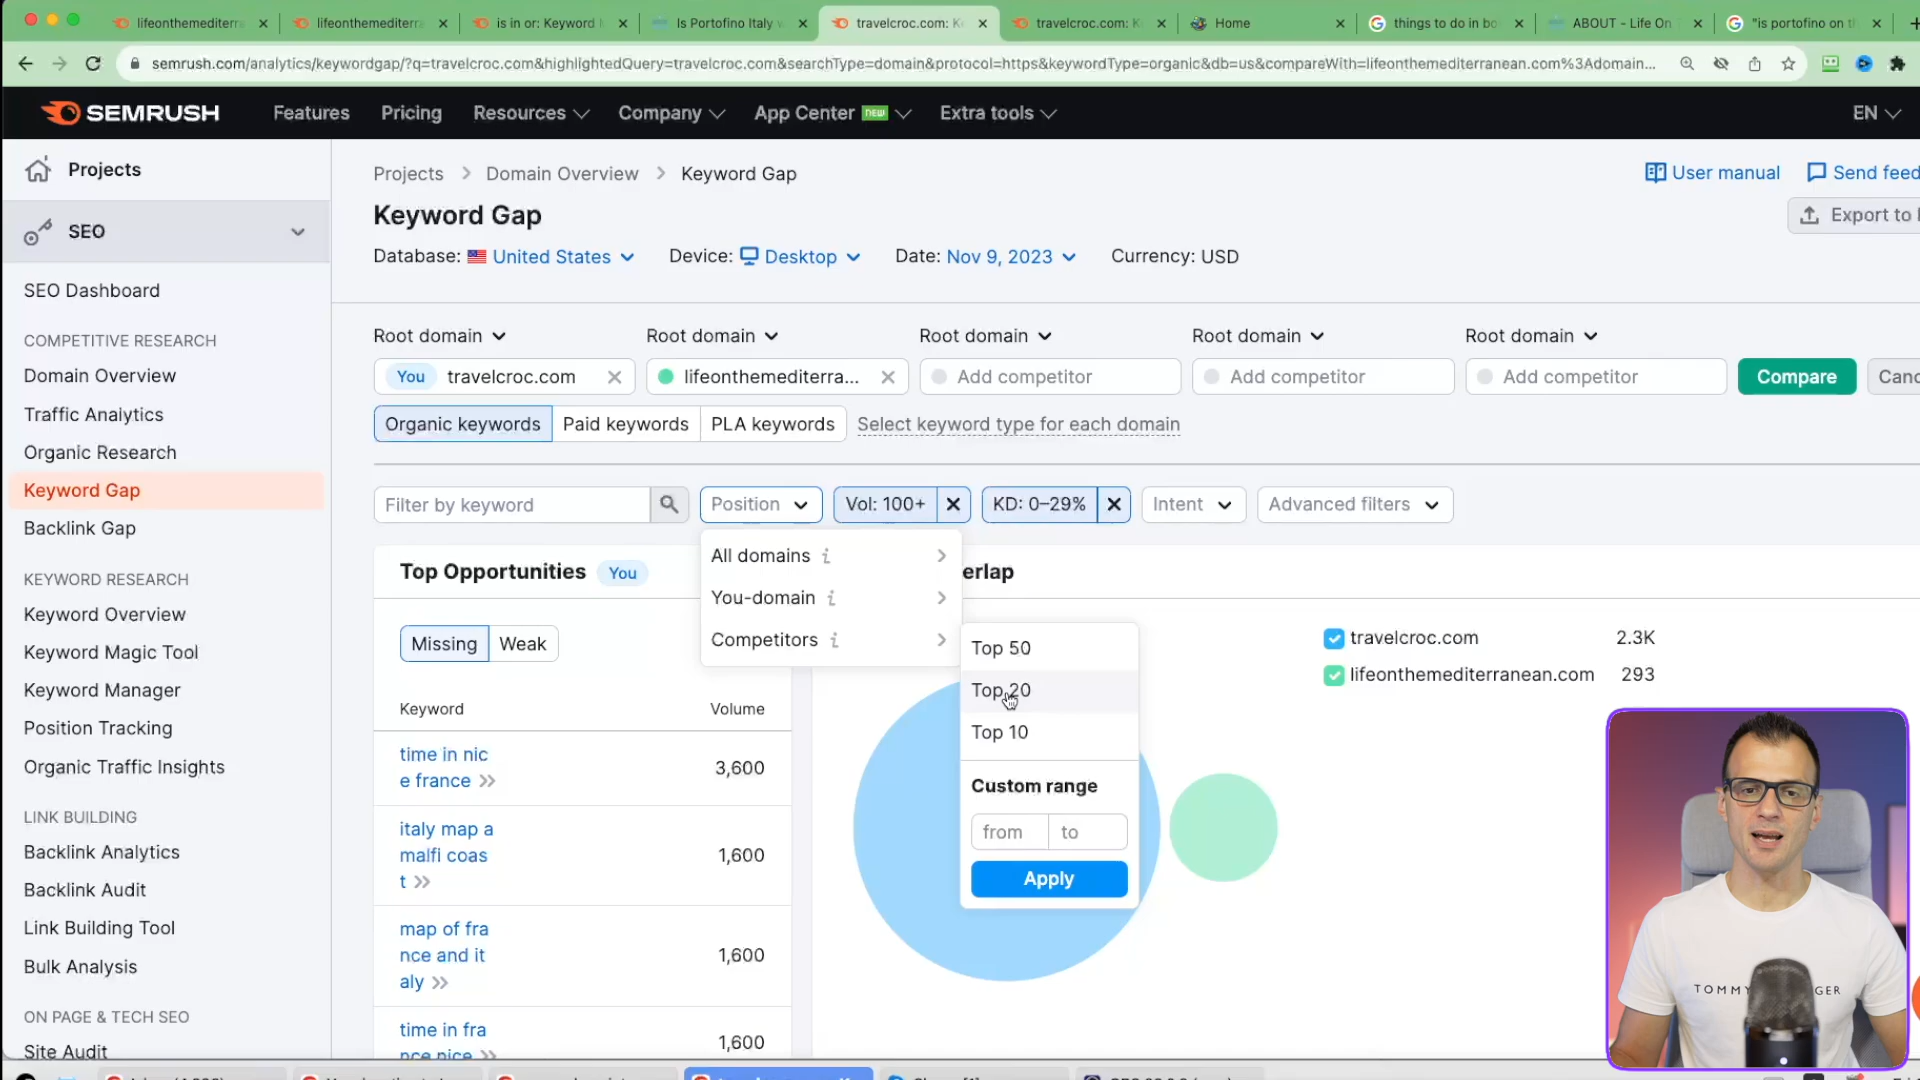 lifeonthemediterra
lifeonthemediterra
is in or: Keyword
Is Portofino Italy
travelcroc.com:
travelcroc.com:
Home
things to do in bo
ABOUT - Life On
"is portofino on
semrush.com/analytics/keywordgap/?q=travelcroc.com&highlightedQuery=travelcroc.com&searchType=domain&protocol=https&keywordType=organic&db=us&compareWith=lifeonthemediterranean.com%3Adomain...
SEMRUSH
Features
Pricing
Resources
Company
App Center NEW
Extra tools
EN
Projects
SEO
SEO Dashboard
COMPETITIVE RESEARCH
Domain Overview
Traffic Analytics
Organic Research
Keyword Gap
Backlink Gap
KEYWORD RESEARCH
Keyword Overview
Keyword Magic Tool
Keyword Manager
Position Tracking
Organic Traffic Insights
LINK BUILDING
Backlink Analytics
Backlink Audit
Link Building Tool
Bulk Analysis
ON PAGE & TECH SEO
Site Audit
Projects > Domain Overview > Keyword Gap
User manual
Send feed
Keyword Gap
Export to
Database: United States
Device: Desktop
Date: Nov 9, 2023
Currency: USD
Root domain
Root domain
Root domain
Root domain
Root domain
You travelcroc.com
lifeonthemediterra...
Add competitor
Add competitor
Add competitor
Compare
Canc
Organic keywords
Paid keywords
PLA keywords
Select keyword type for each domain
Filter by keyword
Position
Vol: 100+
KD: 0–29%
Intent
Advanced filters
All domains
You-domain
Competitors
Top 50
Top 20
Top 10
Custom range
from
to
Apply
Top Opportunities You
erlap
Missing
Weak
Keyword
Volume
time in nic
e france
3,600
italy map a
malfi coas
t
1,600
map of fra
nce and it
aly
1,600
time in fra
nce nice
1,600
travelcroc.com 2.3K
lifeonthemediterranean.com 293
TOMMY
GER